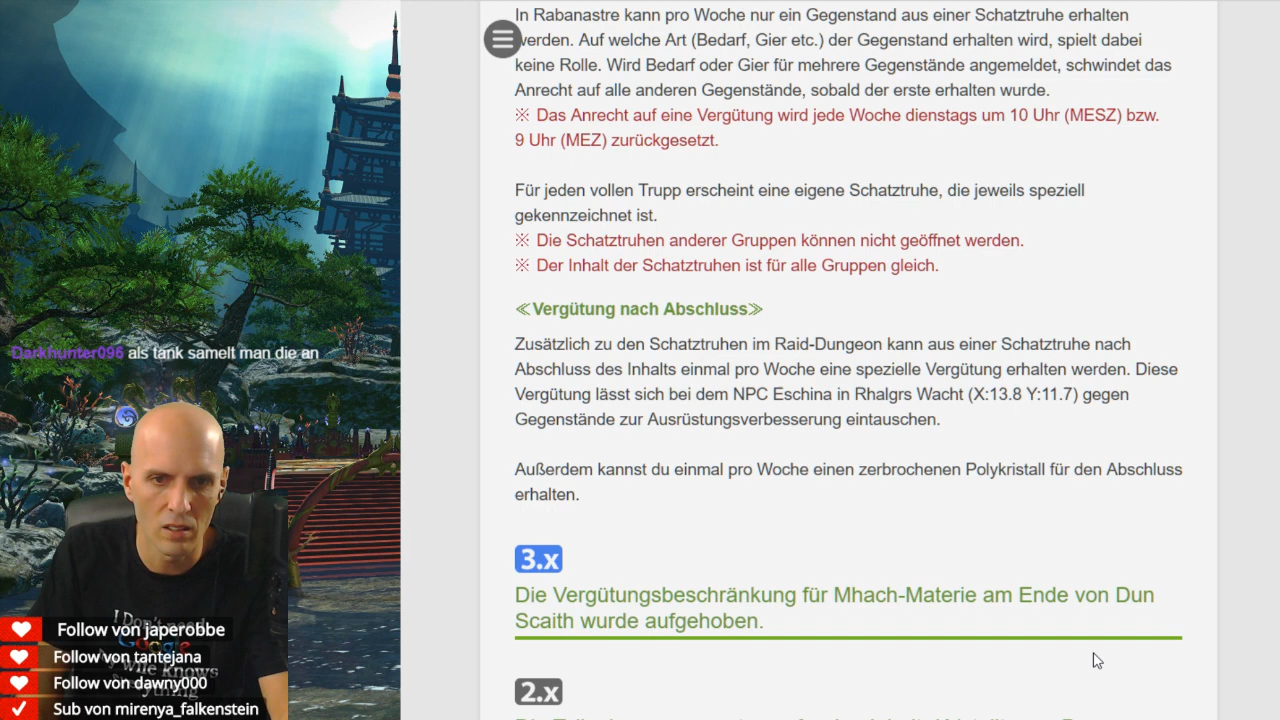 In Rabanastre kann pro Woche nur ein Gegenstand aus einer Schatztruhe erhalten
werden. Auf welche Art (Bedarf, Gier etc.) der Gegenstand erhalten wird, spielt dabei
keine Rolle. Wird Bedarf oder Gier für mehrere Gegenstände angemeldet, schwindet das
Anrecht auf alle anderen Gegenstände, sobald der erste erhalten wurde.
※ Das Anrecht auf eine Vergütung wird jede Woche dienstags um 10 Uhr (MESZ) bzw.
9 Uhr (MEZ) zurückgesetzt.
Für jeden vollen Trupp erscheint eine eigene Schatztruhe, die jeweils speziell
gekennzeichnet ist.
※ Die Schatztruhen anderer Gruppen können nicht geöffnet werden.
※ Der Inhalt der Schatztruhen ist für alle Gruppen gleich.
≪Vergütung nach Abschluss≫
Zusätzlich zu den Schatztruhen im Raid-Dungeon kann aus einer Schatztruhe nach
Abschluss des Inhalts einmal pro Woche eine spezielle Vergütung erhalten werden. Diese
Vergütung lässt sich bei dem NPC Eschina in Rhalgrs Wacht (X:13.8 Y:11.7) gegen
Gegenstände zur Ausrüstungsverbesserung eintauschen.
Außerdem kannst du einmal pro Woche einen zerbrochenen Polykristall für den Abschluss
erhalten.
3.x
Die Vergütungsbeschränkung für Mhach-Materie am Ende von Dun
Scaith wurde aufgehoben.
2.x
Darkhunter096 als tank samelt man die an
I Don't need
Google
wife knows
Follow von japerobbe
Follow von tantejana
Follow von dawny000
Sub von mirenya_falkenstein